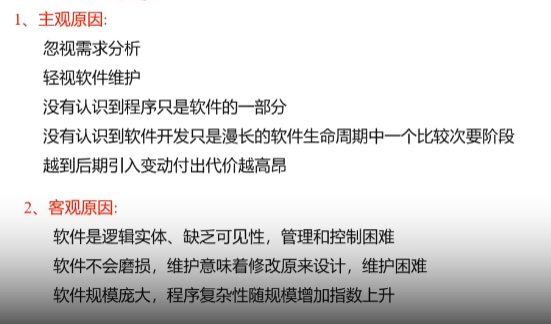 1、主观原因:
忽视需求分析
轻视软件维护
没有认识到程序只是软件的一部分
没有认识到软件开发只是漫长的软件生命周期中一个比较次要阶段
越到后期引入变动付出代价越高昂
2、客观原因:
软件是逻辑实体、缺乏可见性，管理和控制困难
软件不会磨损，维护意味着修改原来设计，维护困难
软件规模庞大，程序复杂性随规模增加指数上升